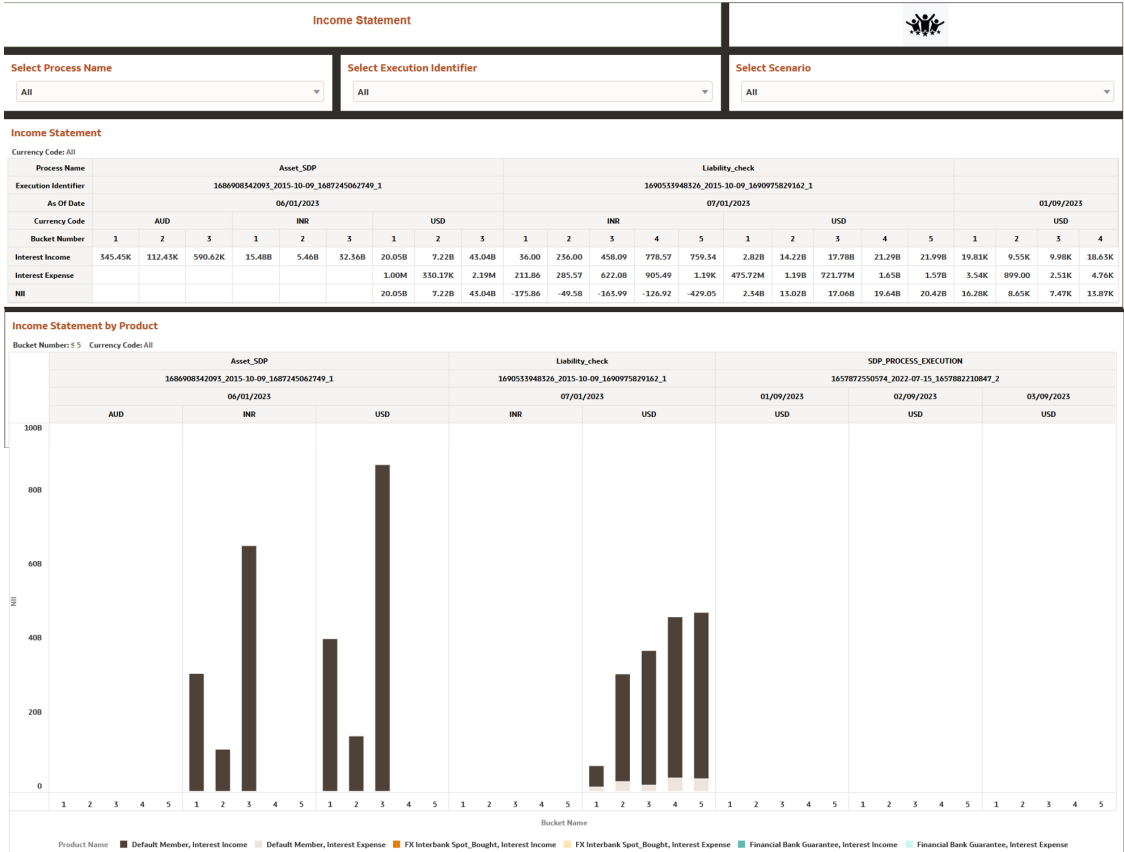 Income Statement
Select Process Name Select Execution Identifier Select Scenario
All All All
Income Statement
Currency Code: All
Process Name Asset_SDP Liability_check
Execution Identifier 1686908342093_2015-10-09_1687245062749_1 1690533948326_2015-10-09_1690975829162_1
As Of Date 06/01/2023 07/01/2023 01/09/2023
Currency Code AUD INR USD INR USD USD
Bucket Number 1 2 3 1 2 3 1 2 3 1 2 3 4 5 1 2 3 4 5 1 2 3 4
Interest Income 345.45K 112.43K 590.62K 15.48B 5.46B 32.36B 20.05B 7.22B 43.04B 36.00 236.00 458.09 778.57 759.34 2.82B 14.22B 17.78B 21.29B 21.99B 19.81K 9.55K 9.98K 18.63K
Interest Expense 1.00M 330.17K 2.19M 211.86 285.57 622.08 905.49 1.19K 475.72M 1.19B 721.77M 1.65B 1.57B 3.54K 899.00 2.51K 4.76K
NII 20.05B 7.22B 43.04B -175.86 -49.58 -163.99 -126.92 -429.05 2.34B 13.02B 17.06B 19.64B 20.42B 16.28K 8.65K 7.47K 13.87K
Income Statement by Product
Bucket Number: ≤ 5 Currency Code: All
Asset_SDP Liability_check SDP_PROCESS_EXECUTION
1686908342093_2015-10-09_1687245062749_1 1690533948326_2015-10-09_1690975829162_1 1657872550574_2022-07-15_1657882210847_2
06/01/2023 07/01/2023 01/09/2023 02/09/2023 03/09/2023
AUD INR USD INR USD USD USD USD
100B
80B
60B
NII
40B
20B
0
1 2 3 4 5 1 2 3 4 5 1 2 3 4 5 1 2 3 4 5 1 2 3 4 5 1 2 3 4 5 1 2 3 4 5 1 2 3 4 5
Bucket Name
Product Name Default Member, Interest Income Default Member, Interest Expense FX Interbank Spot_Bought, Interest Income FX Interbank Spot_Bought, Interest Expense Financial Bank Guarantee, Interest Income Financial Bank Guarantee, Interest Expense